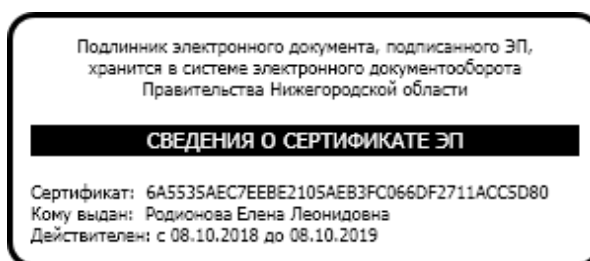 Подлинник электронного документа, подписанного ЭП,
хранится в системе электронного документооборота
Правительства Нижегородской области
СВЕДЕНИЯ О СЕРТИФИКАТЕ ЭП
Сертификат: 6A5535AEC7EEBE2105AEB3FC066DF2711ACC5D80
Кому выдан: Родионова Елена Леонидовна
Действителен: с 08.10.2018 до 08.10.2019